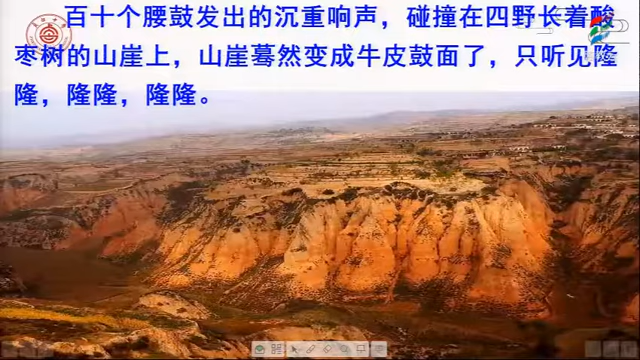 百十个腰鼓发出的沉重响声，碰撞在四野长着酸
枣树的山崖上，山崖蓦然变成牛皮鼓面了，只听见隆
隆，隆隆，隆隆。